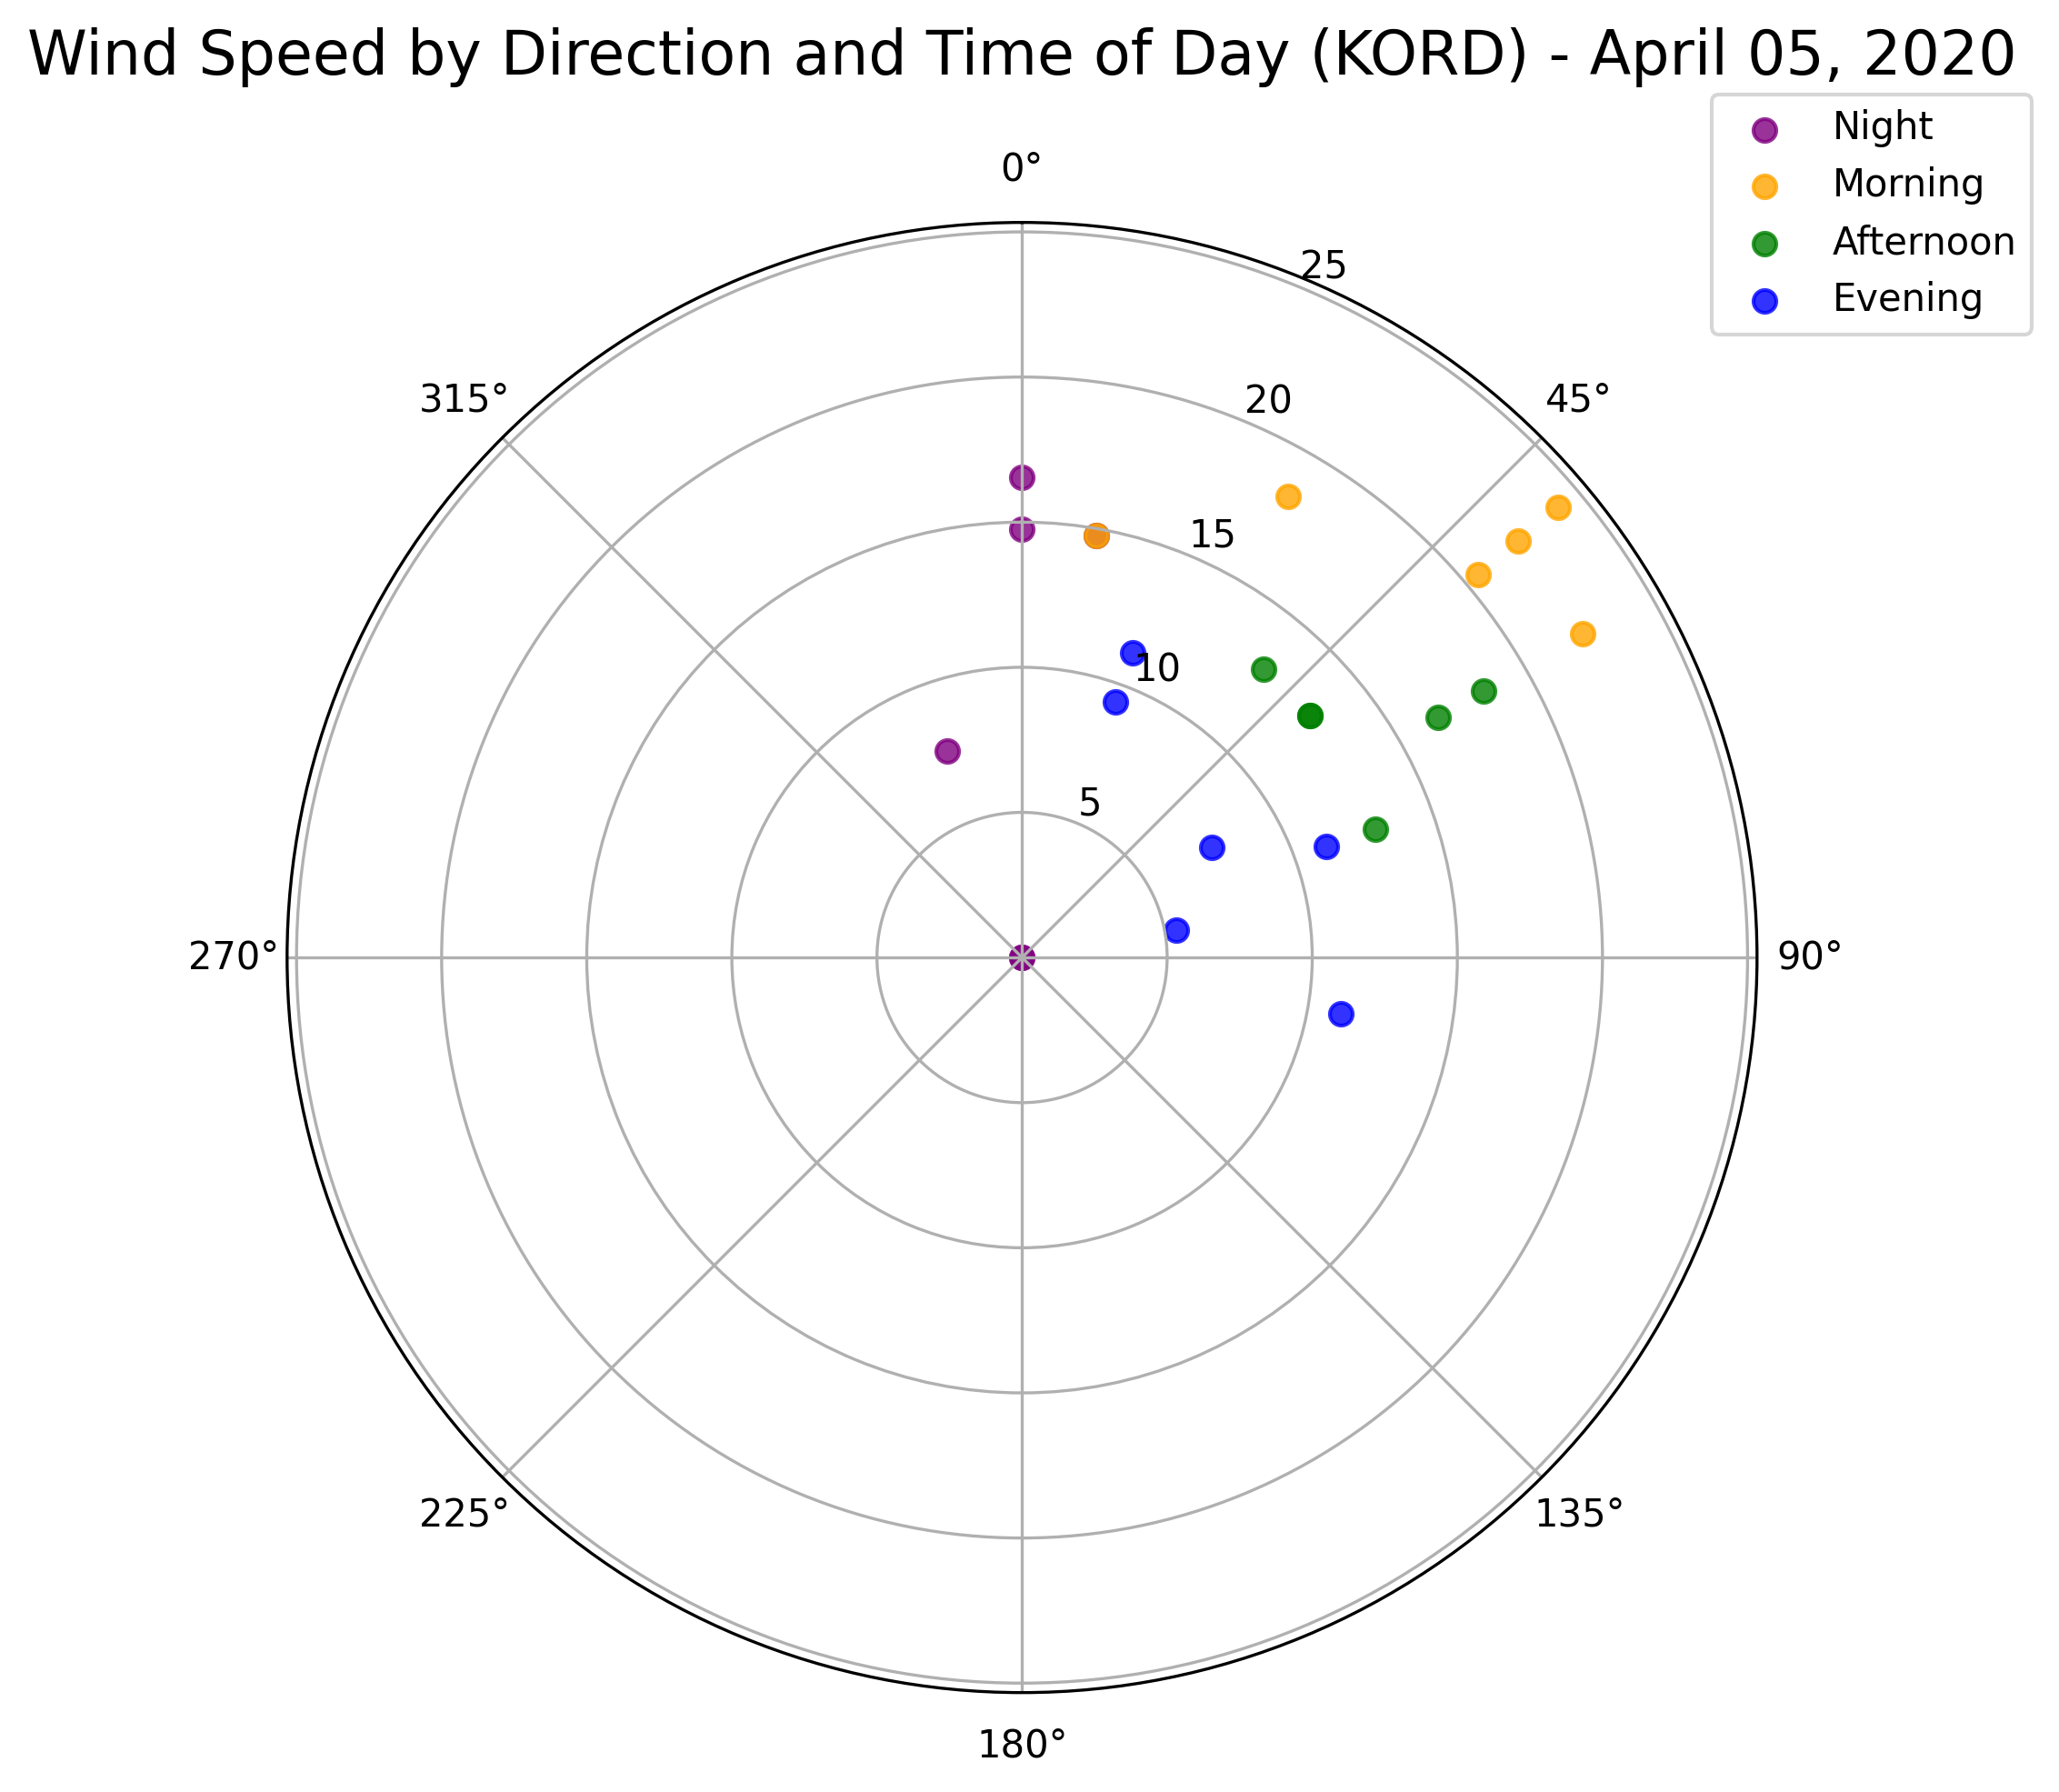 Wind Speed by Direction and Time of Day (KORD) - April 05, 2020
Night
Morning
Afternoon
Evening
0°
25
315°
20
45°
15
10
5
270°
90°
225°
135°
180°